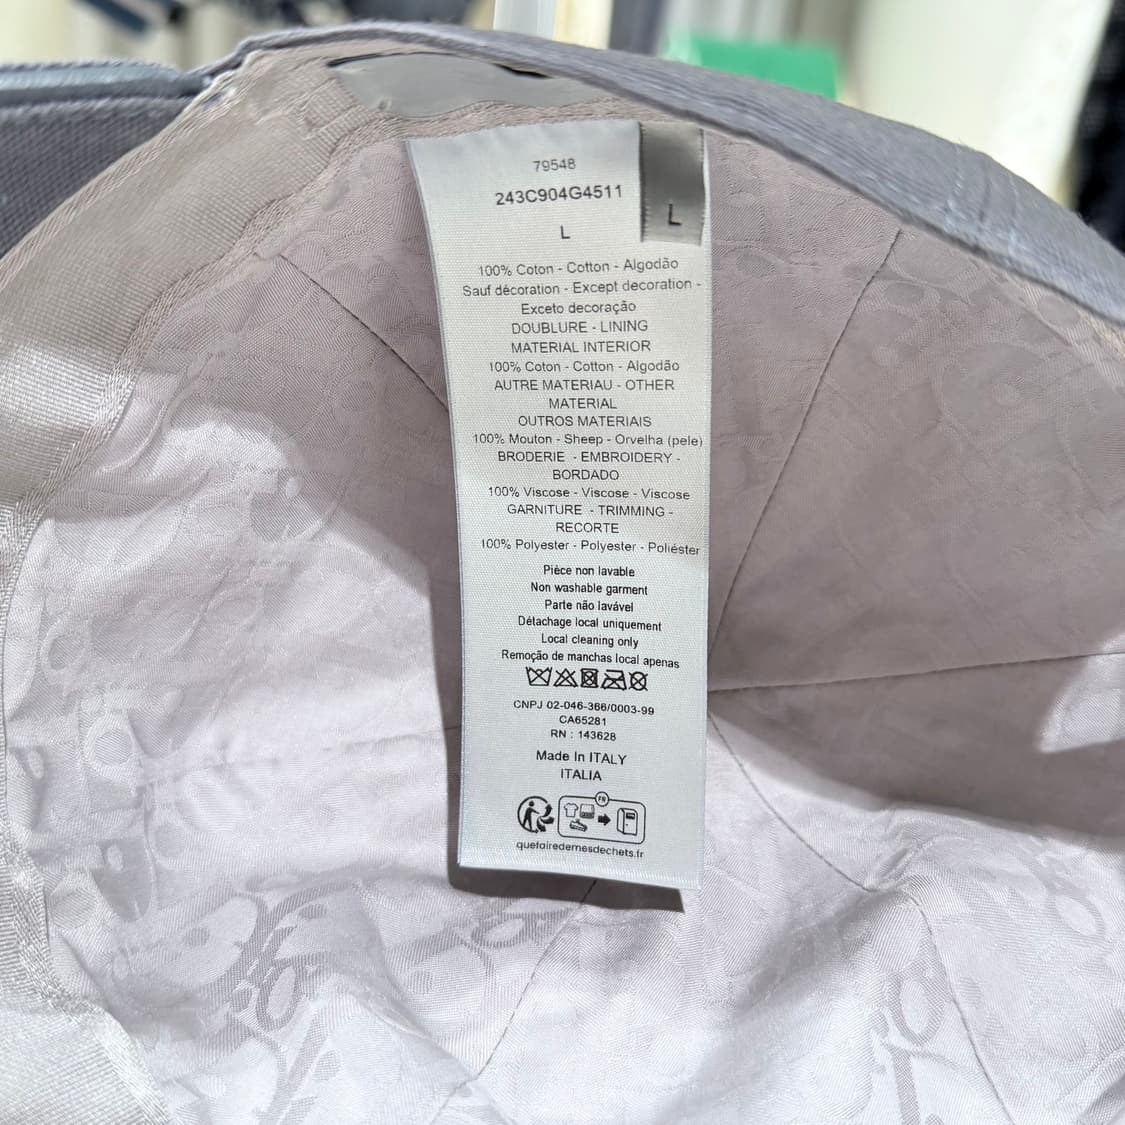 79548
243C904G4511
L
L
100% Coton - Cotton - Algodão
Sauf décoration - Except decoration -
Exceto decoração
DOUBLURE - LINING
MATERIAL INTERIOR
100% Coton - Cotton - Algodão
AUTRE MATERIAU - OTHER
MATERIAL
OUTROS MATERIAIS
100% Mouton - Sheep - Orvelha (pele)
BRODERIE - EMBROIDERY -
BORDADO
100% Viscose - Viscose - Viscose
GARNITURE - TRIMMING -
RECORTE
100% Polyester - Polyester - Poliéster
Pièce non lavable
Non washable garment
Parte não lavável
Détachage local uniquement
Local cleaning only
Remoção de manchas local apenas
CNPJ 02-046-366/0003-99
CA65281
RN : 143628
Made In ITALY
ITALIA
FR
quefairedemesdechets.fr